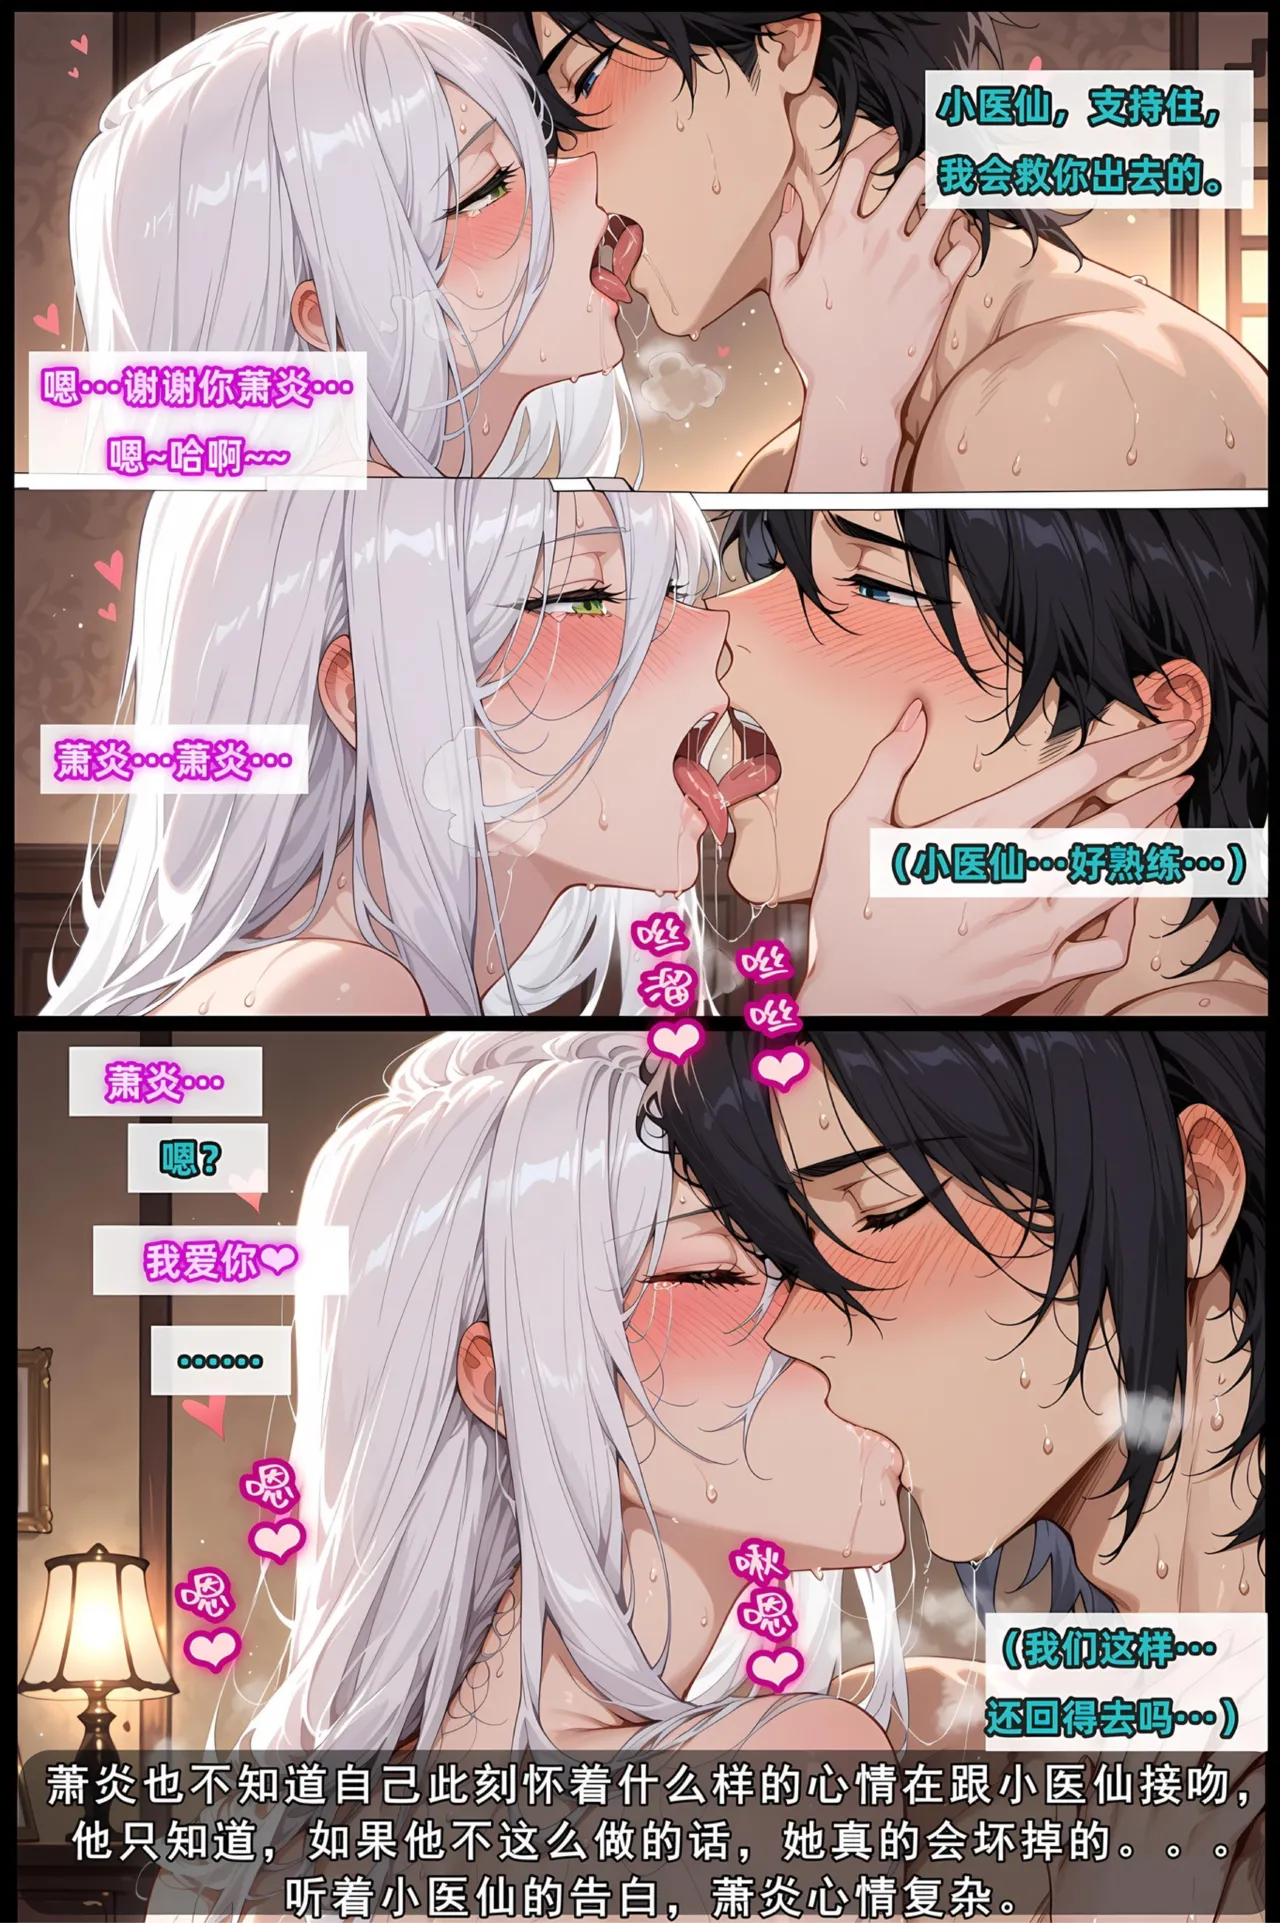 小医仙，支持住，
我会救你出去的。
嗯…谢谢你萧炎…
嗯~哈啊~~
萧炎…萧炎…
（小医仙…好熟练…）
萧炎…
嗯？
我爱你❤
……
嗯❤
嗯❤
啾嗯❤
（我们这样…
还回得去吗…）
萧炎也不知道自己此刻怀着什么样的心情在跟小医仙接吻，
他只知道，如果他不这么做的话，她真的会坏掉的。。。
听着小医仙的告白，萧炎心情复杂。